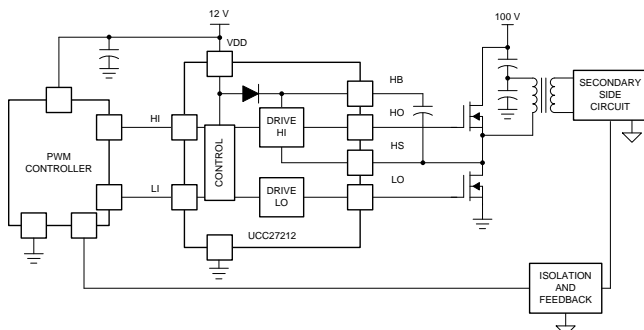 12 V
100 V
VDD
HB
SECONDARY
SIDE
CIRCUIT
HI
DRIVE
HI
HO
PWM
CONTROLLER
CONTROL
HS
LI
DRIVE
LO
LO
UCC27212
ISOLATION
AND
FEEDBACK